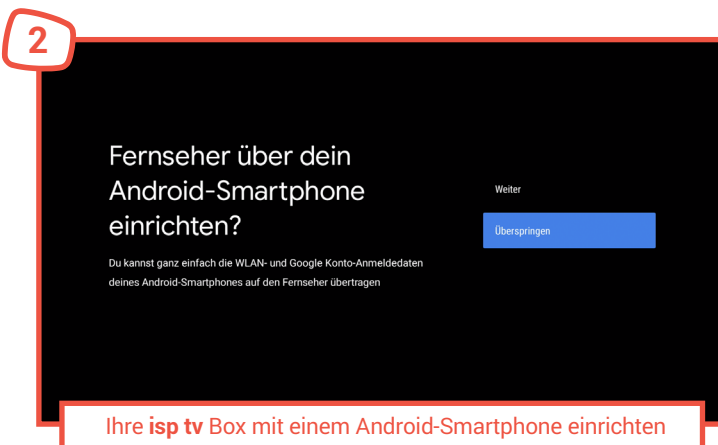 2
Fernseher über dein
Android-Smartphone
einrichten?
Du kannst ganz einfach die WLAN- und Google Konto-Anmeldedaten
deines Android-Smartphones auf den Fernseher übertragen
Weiter
Überspringen
Ihre isp tv Box mit einem Android-Smartphone einrichten